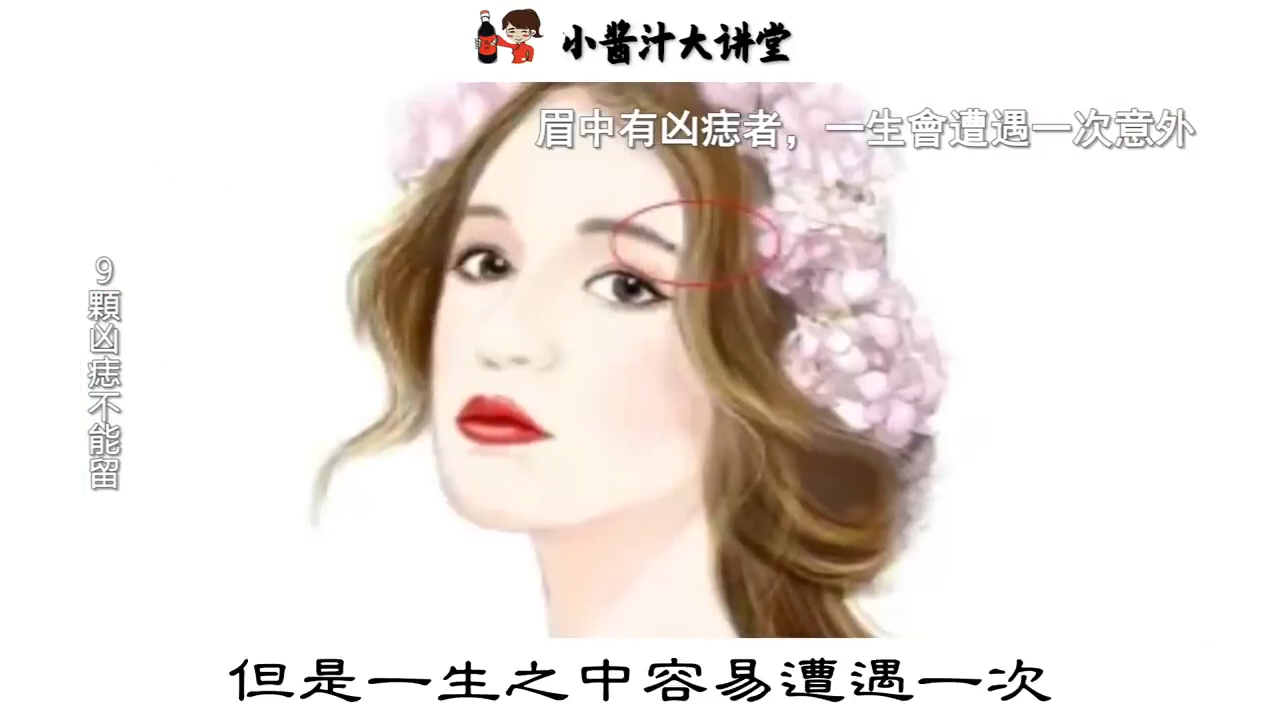 小酱汁大讲堂
眉中有凶痣者，一生會遭遇一次意外
9顆凶痣不能留
但是一生之中容易遭遇一次